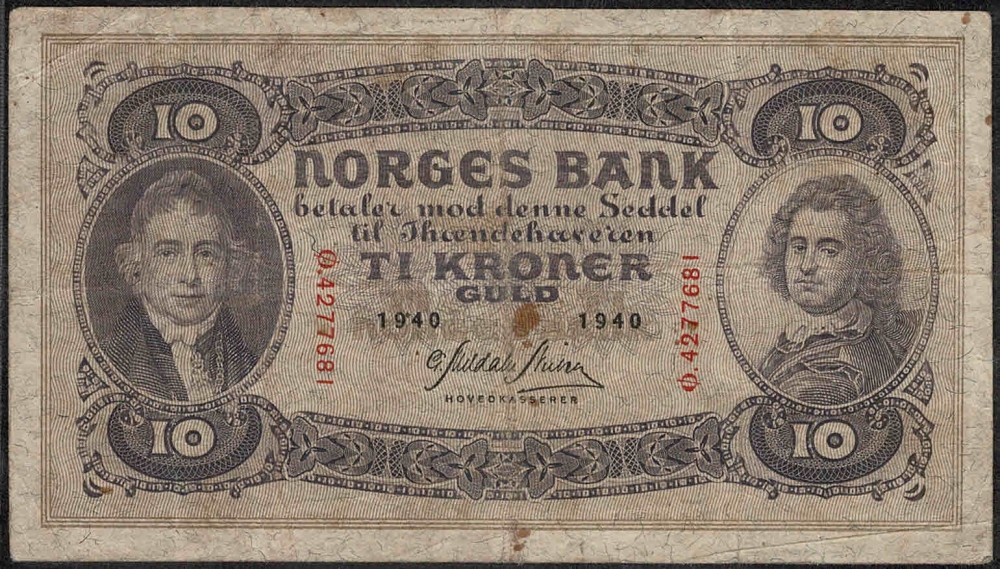 10 10
NORGES BANK
betaler mod denne Seddel
til Ihændehaveren
TI KRONER
GULD
Ø.4277681
Ø.4277681
1940 1940
HOVEDKASSERER
10 10